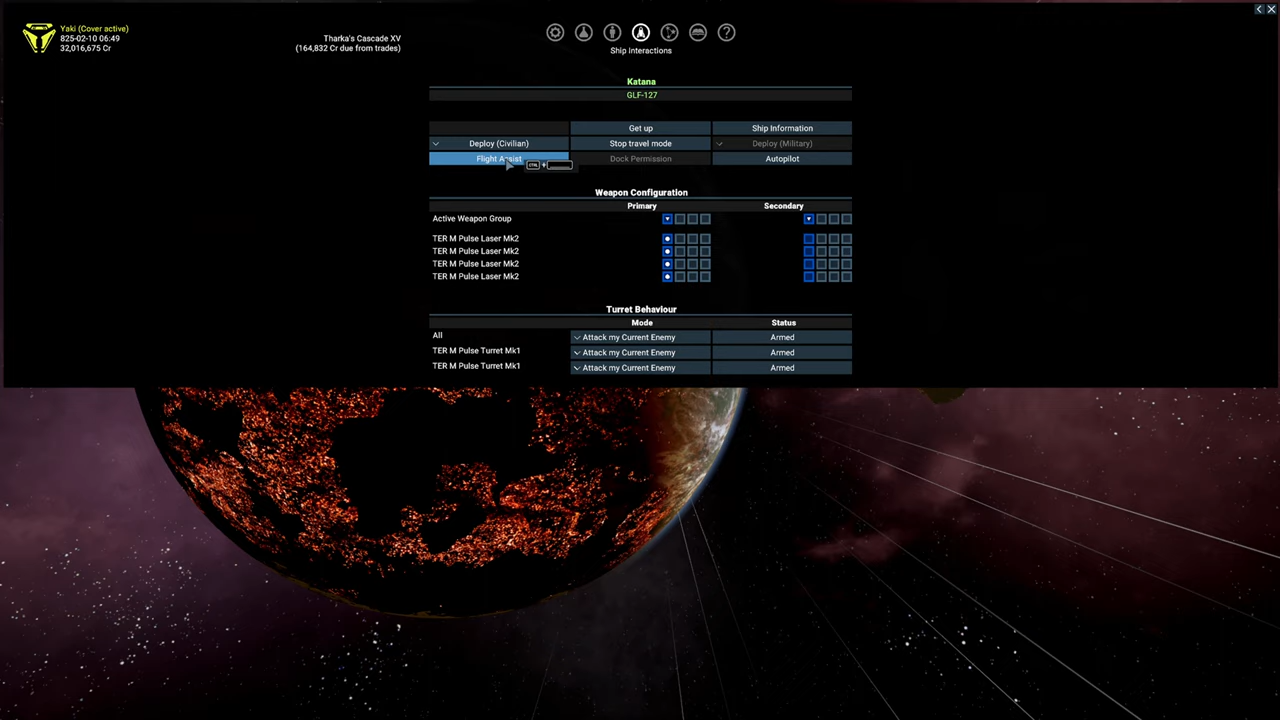 Yaki (Cover active)
825-02-10 06:49
32,016,675 Cr
Tharka's Cascade XV
(164,832 Cr due from trades)
?
Ship Interactions
Katana
GLF-127
Get up
Ship Information
Deploy (Civilian)
Stop travel mode
Deploy (Military)
Flight Assist
CTRL +
Dock Permission
Autopilot
Weapon Configuration
Primary
Secondary
Active Weapon Group
TER M Pulse Laser Mk2
TER M Pulse Laser Mk2
TER M Pulse Laser Mk2
TER M Pulse Laser Mk2
Turret Behaviour
Mode
Status
All
Attack my Current Enemy
Armed
TER M Pulse Turret Mk1
Attack my Current Enemy
Armed
TER M Pulse Turret Mk1
Attack my Current Enemy
Armed